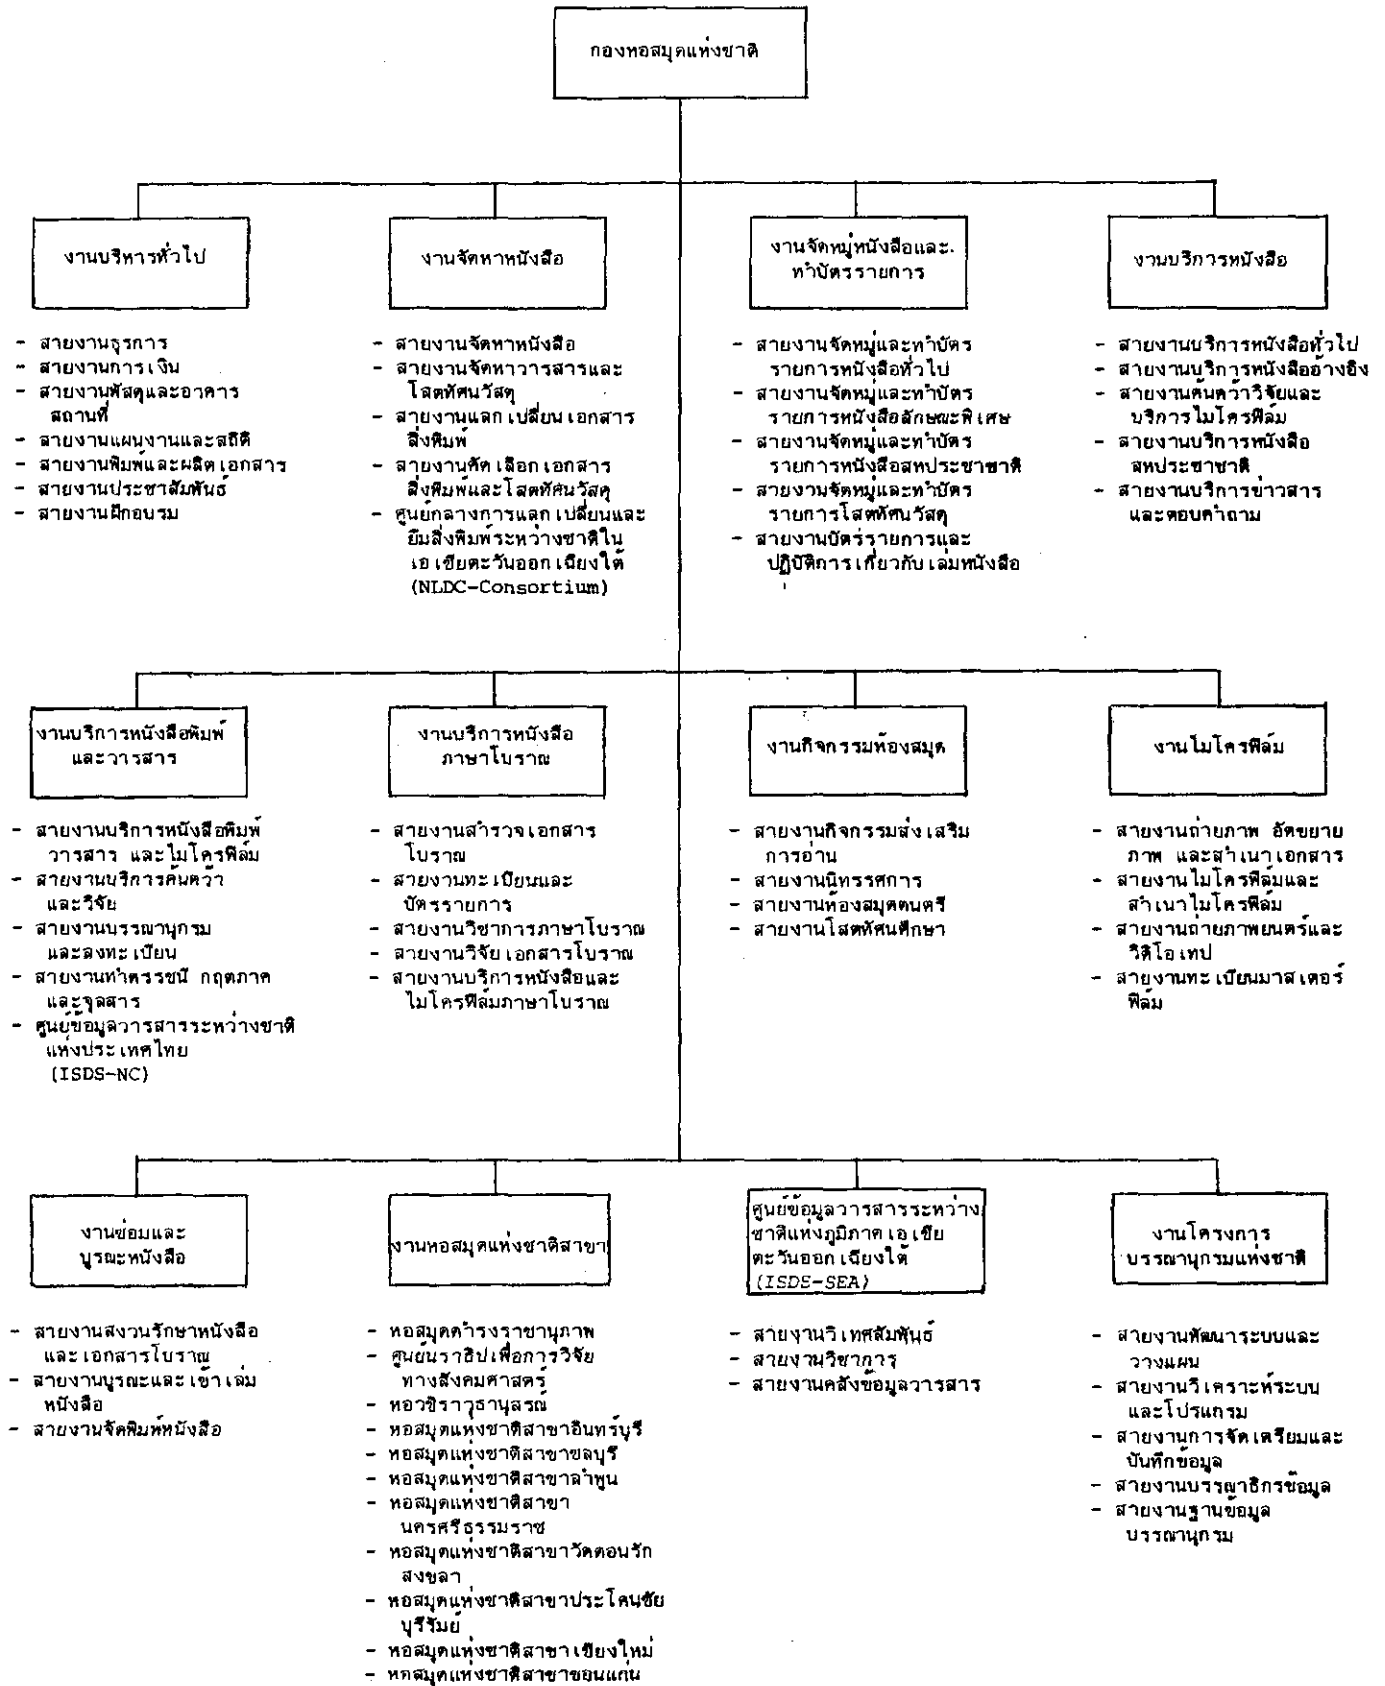 กองหอสมุดแห่งชาติ
งานบริหารทั่วไป
- สายงานธุรการ
- สายงานการเงิน
- สายงานพัสดุและอาคาร
สถานที่
- สายงานแผนงานและสถิติ
- สายงานพิมพ์และผลิตเอกสาร
- สายงานประชาสัมพันธ์
- สายงานฝึกอบรม
งานจัดหาหนังสือ
- สายงานจัดหาหนังสือ
- สายงานจัดหาวารสารและ
โสตทัศนวัสดุ
- สายงานแลกเปลี่ยนเอกสาร
สิ่งพิมพ์
- สายงานคัดเลือกเอกสาร
สิ่งพิมพ์และโสตทัศนวัสดุ
- ศูนย์กลางการแลกเปลี่ยนและ
ยืมสิ่งพิมพ์ระหว่างชาติใน
เอเชียตะวันออกเฉียงใต้
(NLDC-Consortium)
งานจัดหมู่หนังสือและ
ทำบัตรรายการ
- สายงานจัดหมู่และทำบัตร
รายการหนังสือทั่วไป
- สายงานจัดหมู่และทำบัตร
รายการหนังสือลักษณะพิเศษ
- สายงานจัดหมู่และทำบัตร
รายการหนังสือสหประชาชาติ
- สายงานจัดหมู่และทำบัตร
รายการโสตทัศนวัสดุ
- สายงานบัตรรายการและ
ปฏิบัติการเกี่ยวกับเล่มหนังสือ
งานบริการหนังสือ
- สายงานบริการหนังสือทั่วไป
- สายงานบริการหนังสืออ้างอิง
- สายงานค้นคว้าวิจัยและ
บริการไมโครฟิล์ม
- สายงานบริการหนังสือ
สหประชาชาติ
- สายงานบริการข่าวสาร
และตอบคำถาม
งานบริการหนังสือพิมพ์
และวารสาร
- สายงานบริการหนังสือพิมพ์
วารสาร และไมโครฟิล์ม
- สายงานบริการค้นคว้า
และวิจัย
- สายงานบรรณานุกรม
และลงทะเบียน
- สายงานทำดรรชนี กฤตภาค
และจุลสาร
- ศูนย์ข้อมูลวารสารระหว่างชาติ
แห่งประเทศไทย
(ISDS-NC)
งานบริการหนังสือ
ภาษาโบราณ
- สายงานสำรวจเอกสาร
โบราณ
- สายงานทะเบียนและ
บัตรรายการ
- สายงานวิชาการภาษาโบราณ
- สายงานวิจัยเอกสารโบราณ
- สายงานบริการหนังสือและ
ไมโครฟิล์มภาษาโบราณ
งานกิจกรรมห้องสมุด
- สายงานกิจกรรมส่งเสริม
การอ่าน
- สายงานนิทรรศการ
- สายงานห้องสมุดดนตรี
- สายงานโสตทัศนศึกษา
งานไมโครฟิล์ม
- สายงานถ่ายภาพ อัดขยาย
ภาพ และสำเนาเอกสาร
- สายงานไมโครฟิล์มและ
สำเนาไมโครฟิล์ม
- สายงานถ่ายภาพยนตร์และ
วิดิโอเทป
- สายงานทะเบียนมาสเตอร์
ฟิล์ม
งานซ่อมและ
บูรณะหนังสือ
- สายงานสงวนรักษาหนังสือ
และเอกสารโบราณ
- สายงานบูรณะและเข้าเล่ม
หนังสือ
- สายงานจัดพิมพ์หนังสือ
งานหอสมุดแห่งชาติสาขา
- หอสมุดดำรงราชานุภาพ
- ศูนย์นราธิปเพื่อการวิจัย
ทางสังคมศาสตร์
- หอวชิราวุธานุสรณ์
- หอสมุดแห่งชาติสาขาอินทร์บุรี
- หอสมุดแห่งชาติสาขาชลบุรี
- หอสมุดแห่งชาติสาขาลำพูน
- หอสมุดแห่งชาติสาขา
นครศรีธรรมราช
- หอสมุดแห่งชาติสาขาวัดดอนรัก
สงขลา
- หอสมุดแห่งชาติสาขาประโคนชัย
บุรีรัมย์
- หอสมุดแห่งชาติสาขาเชียงใหม่
- หอสมุดแห่งชาติสาขาขอนแก่น
ศูนย์ข้อมูลวารสารระหว่าง
ชาติแห่งภูมิภาคเอเชีย
ตะวันออกเฉียงใต้
(ISDS-SEA)
- สายงานวิเทศสัมพันธ์
- สายงานวิชาการ
- สายงานคลังข้อมูลวารสาร
งานโครงการ
บรรณานุกรมแห่งชาติ
- สายงานพัฒนาระบบและ
วางแผน
- สายงานวิเคราะห์ระบบ
และโปรแกรม
- สายงานการจัดเตรียมและ
บันทึกข้อมูล
- สายงานบรรณาธิกรข้อมูล
- สายงานฐานข้อมูล
บรรณานุกรม